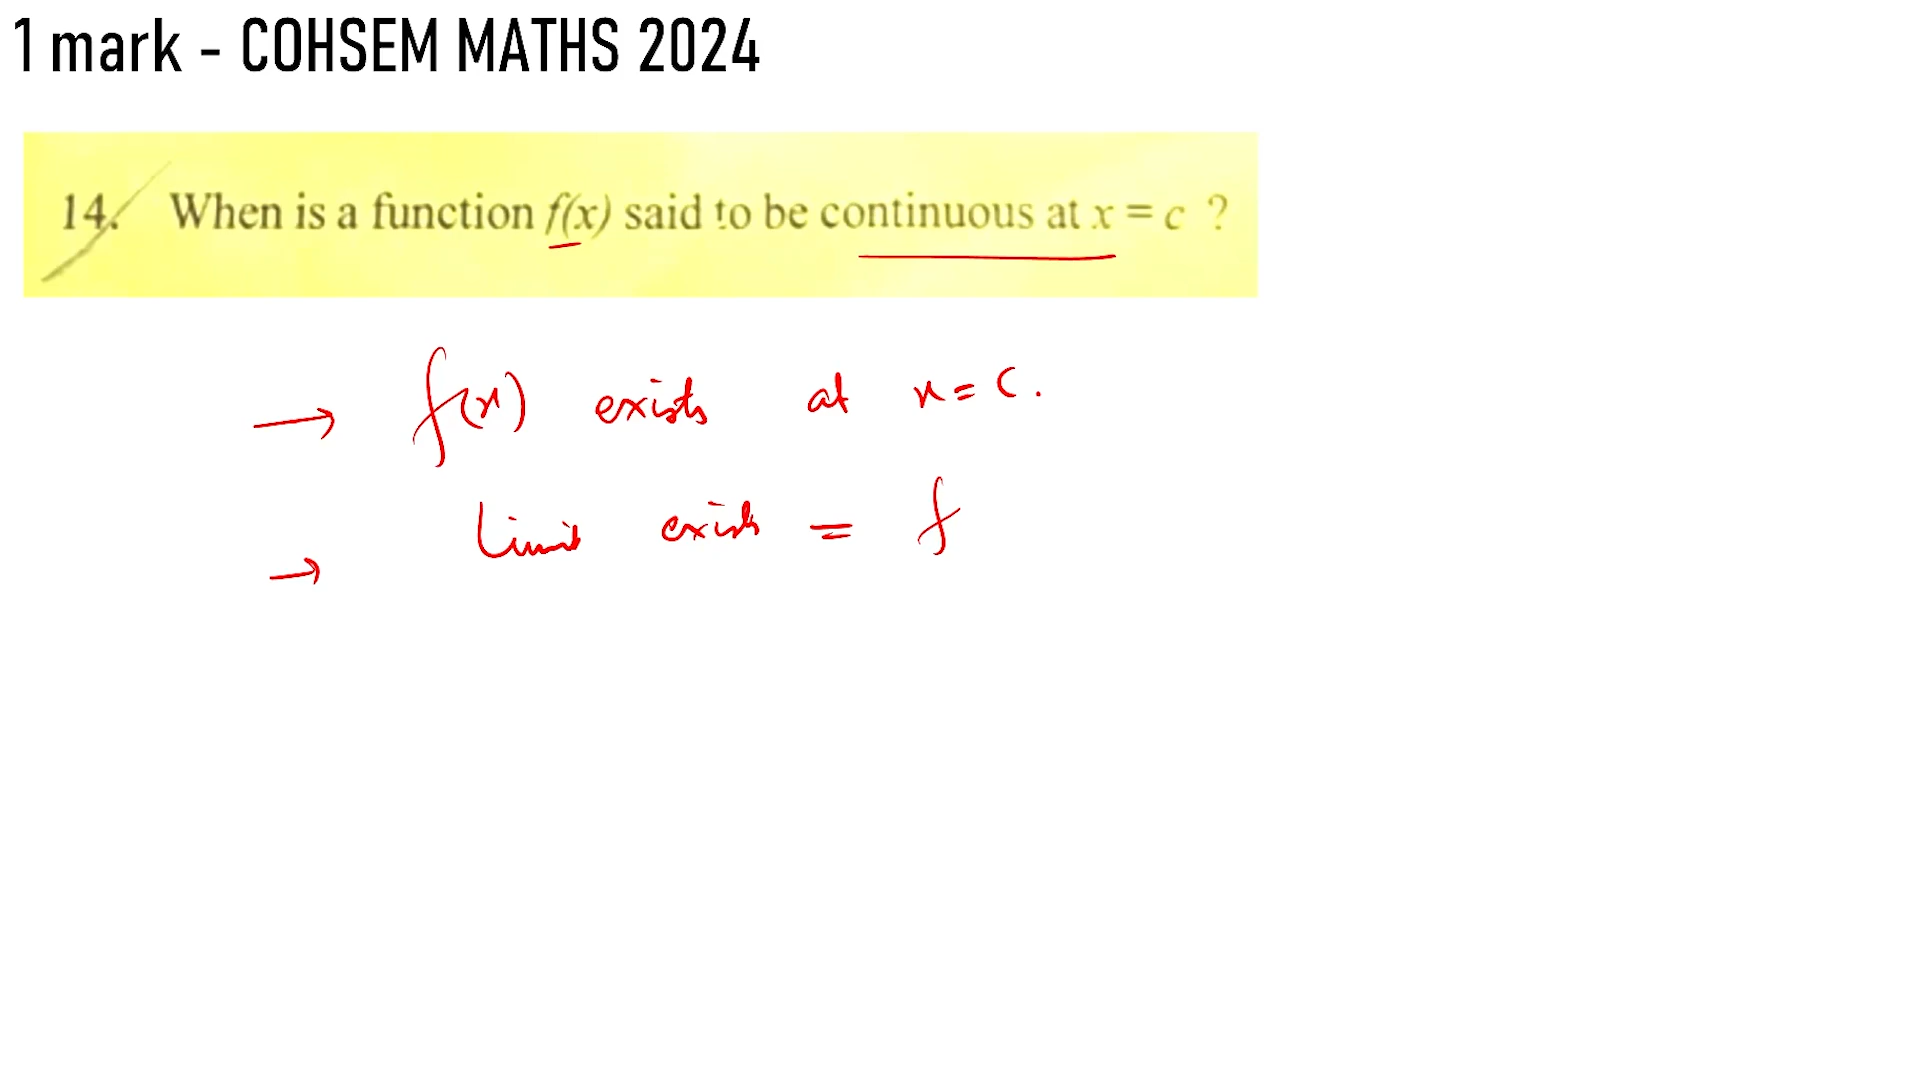 1 mark - COHSEM MATHS 2024
14. When is a function f(x) said to be continuous at x = c ?
→ f(x) exists at x = c.
→ limit exists = f